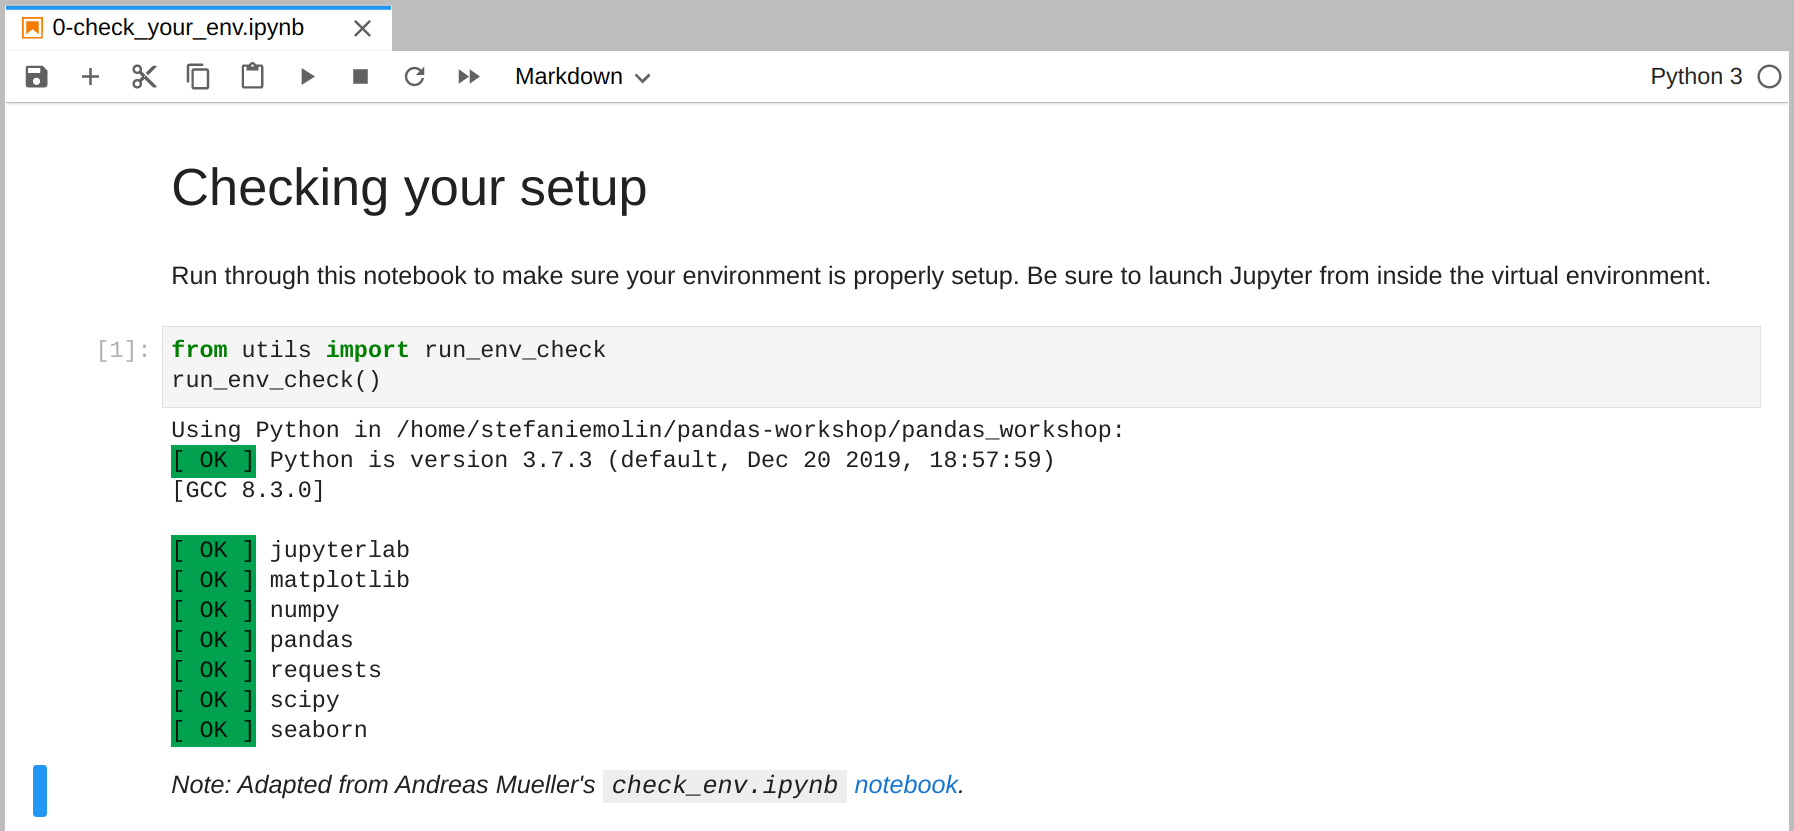 0-check_your_env.ipynb
Markdown
Python 3
Checking your setup
Run through this notebook to make sure your environment is properly setup. Be sure to launch Jupyter from inside the virtual environment.
[1]: from utils import run_env_check
run_env_check()
Using Python in /home/stefaniemolin/pandas-workshop/pandas_workshop:
[ OK ] Python is version 3.7.3 (default, Dec 20 2019, 18:57:59)
[GCC 8.3.0]
[ OK ] jupyterlab
[ OK ] matplotlib
[ OK ] numpy
[ OK ] pandas
[ OK ] requests
[ OK ] scipy
[ OK ] seaborn
Note: Adapted from Andreas Mueller's check_env.ipynb notebook.